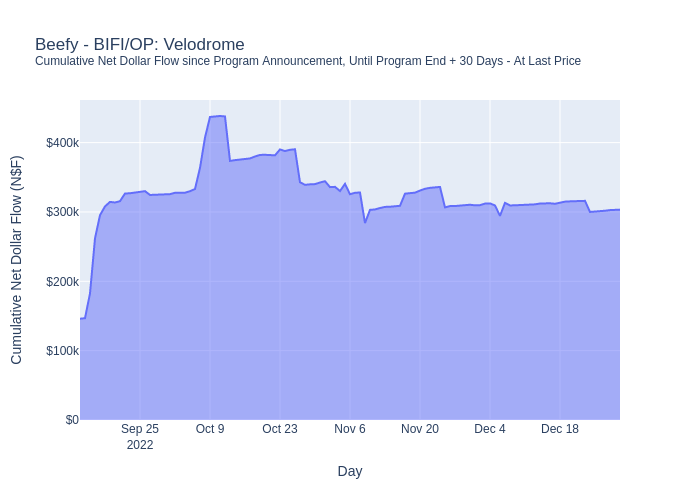 Beefy - BIFI/OP: Velodrome
Cumulative Net Dollar Flow since Program Announcement, Until Program End + 30 Days - At Last Price
Cumulative Net Dollar Flow (N$F)
$400k
$300k
$200k
$100k
$0
Sep 25
2022
Oct 9
Oct 23
Nov 6
Nov 20
Dec 4
Dec 18
Day